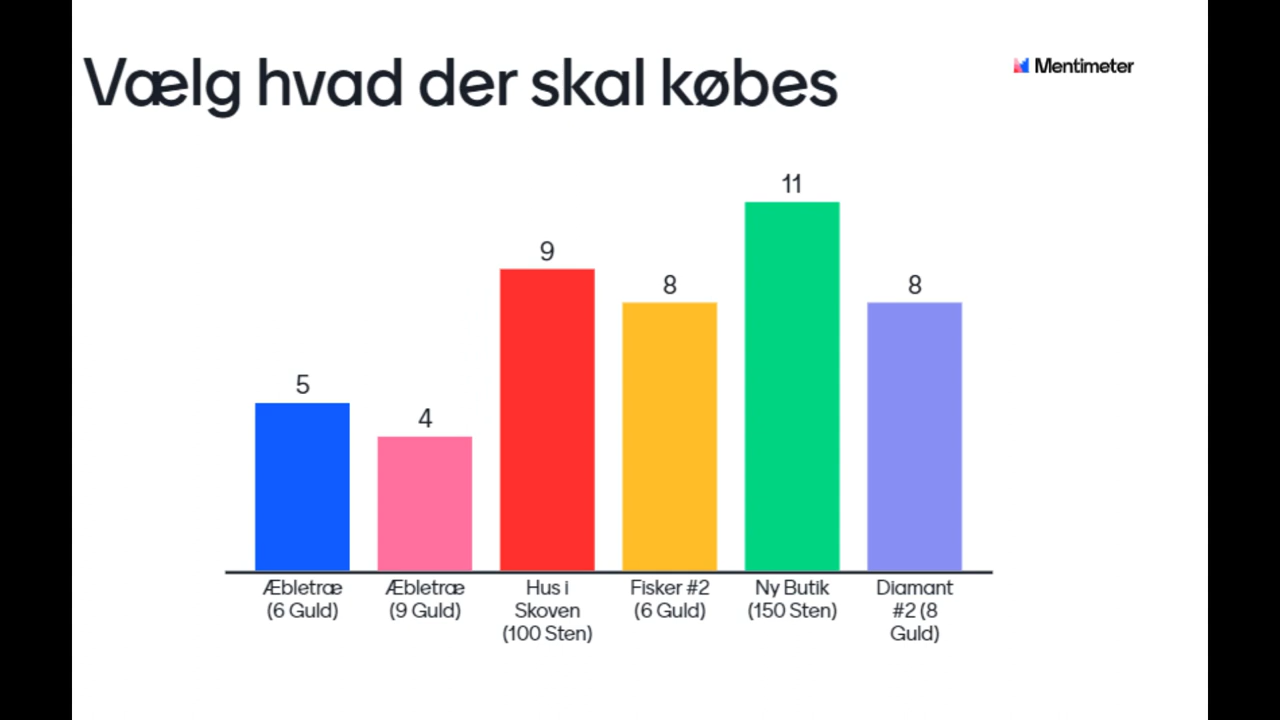 Vælg hvad der skal købes
Mentimeter
11
9
8
8
5
4
Æbletræ
(6 Guld)
Æbletræ
(9 Guld)
Hus i
Skoven
(100 Sten)
Fisker #2
(6 Guld)
Ny Butik
(150 Sten)
Diamant
#2 (8
Guld)